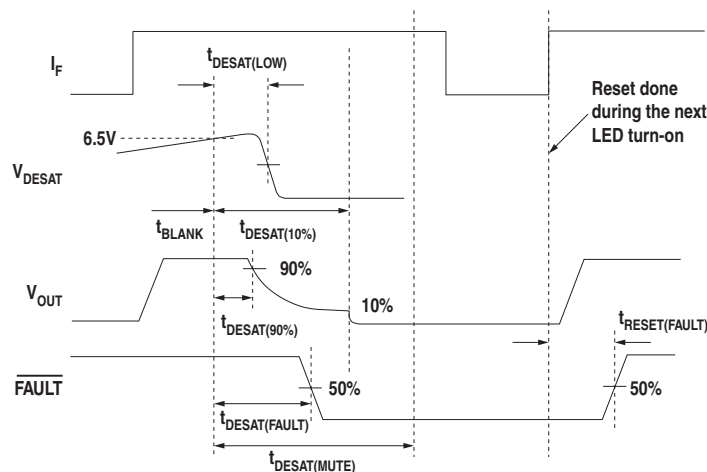 I_F
t_DESAT(LOW)
Reset done
during the next
LED turn-on
6.5V
V_DESAT
t_BLANK
t_DESAT(10%)
90%
V_OUT
10%
t_DESAT(90%)
t_RESET(FAULT)
FAULT
50%
50%
t_DESAT(FAULT)
t_DESAT(MUTE)